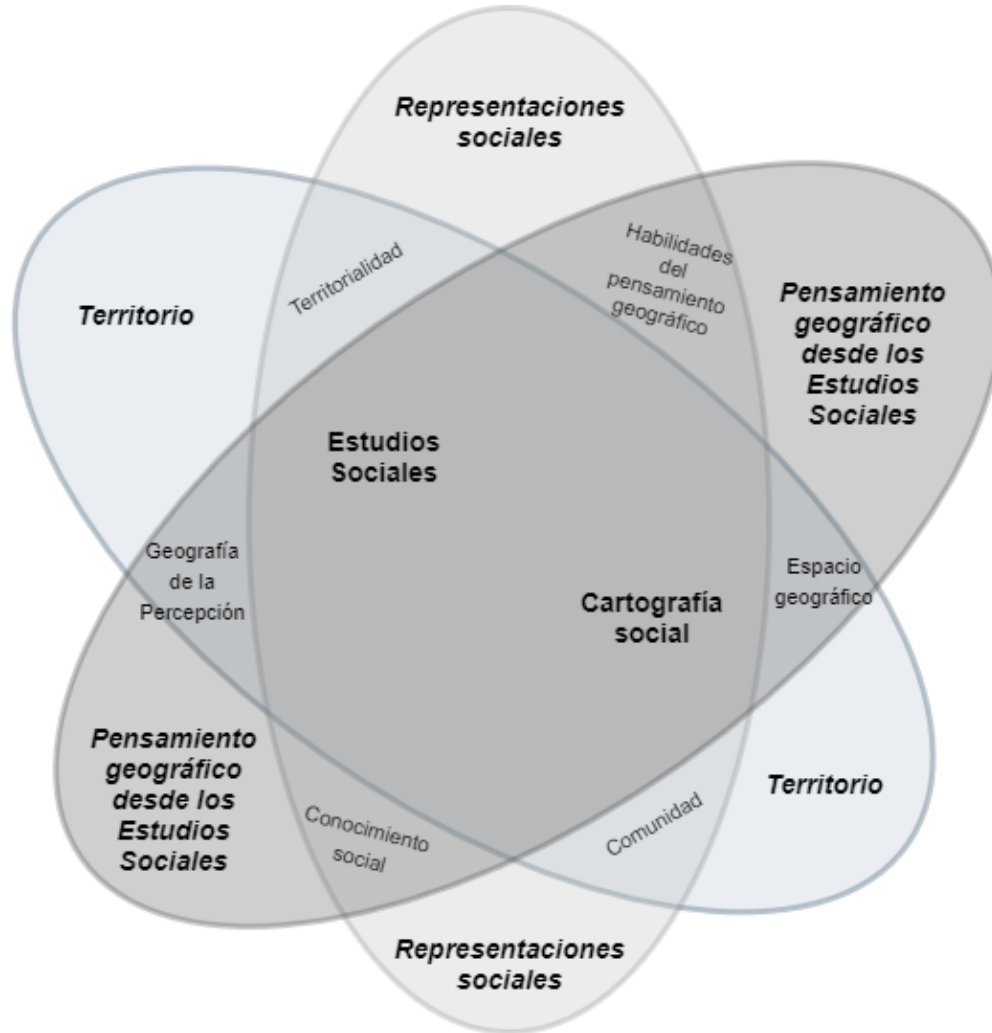 Representaciones
sociales
Habilidades
del
pensamiento
geográfico
Territorialidad
Territorio
Pensamiento
geográfico
desde los
Estudios
Sociales
Estudios
Sociales
Geografía
de la
Percepción
Cartografía
social
Espacio
geográfico
Pensamiento
geográfico
desde los
Estudios
Sociales
Territorio
Conocimiento
social
Comunidad
Representaciones
sociales